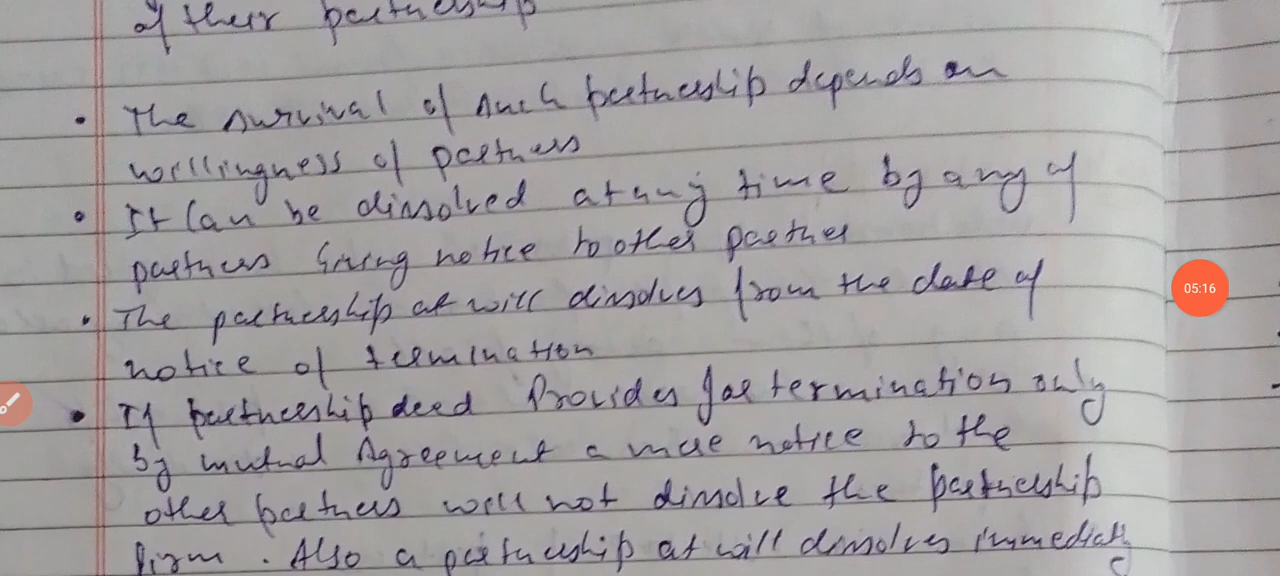 of their partnership
• The survival of such partnership depends on
willingness of partners
• It Can be dissolved at any time by any of
partners Giving notice to other partner
• The partnership at will dissolves from the date of
notice of termination
• If partnership deed Provides for termination only
by mutual Agreement a mere notice to the
other partners will not dissolve the partnership
firm. Also a partnership at will dissolves immediatly
05:16